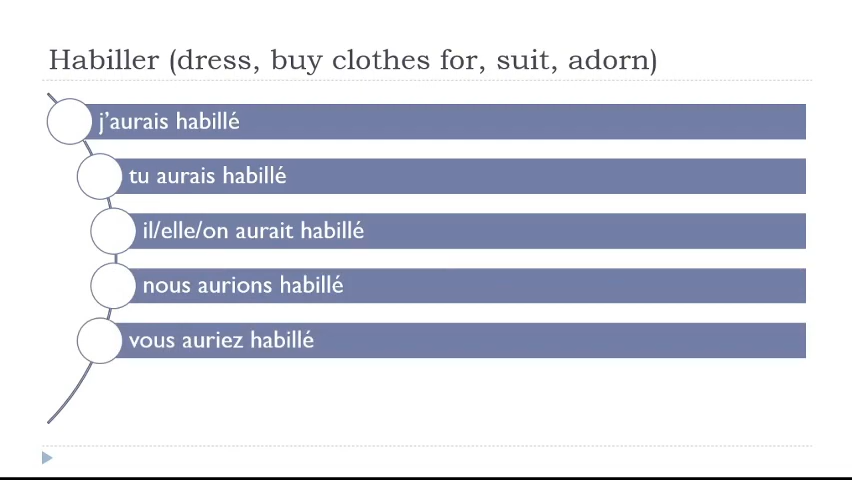 Habiller (dress, buy clothes for, suit, adorn)
j’aurais habillé
tu aurais habillé
il/elle/on aurait habillé
nous aurions habillé
vous auriez habillé